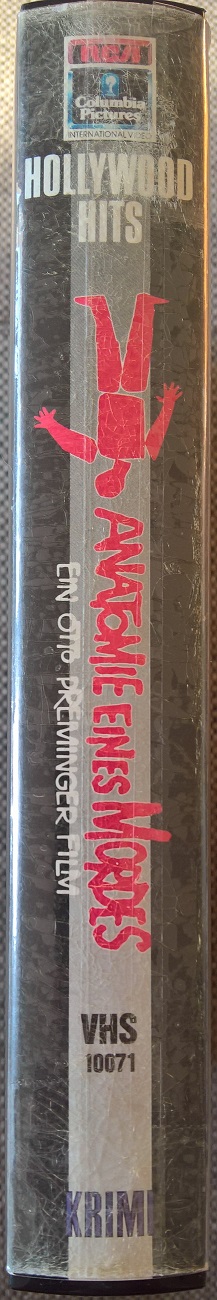 RCA
Columbia
Pictures
INTERNATIONAL VIDEO
HOLLYWOOD
HITS
ANATOMIE EINES MORDES
EIN OTTO PREMINGER FILM
VHS
10071
KRIMI